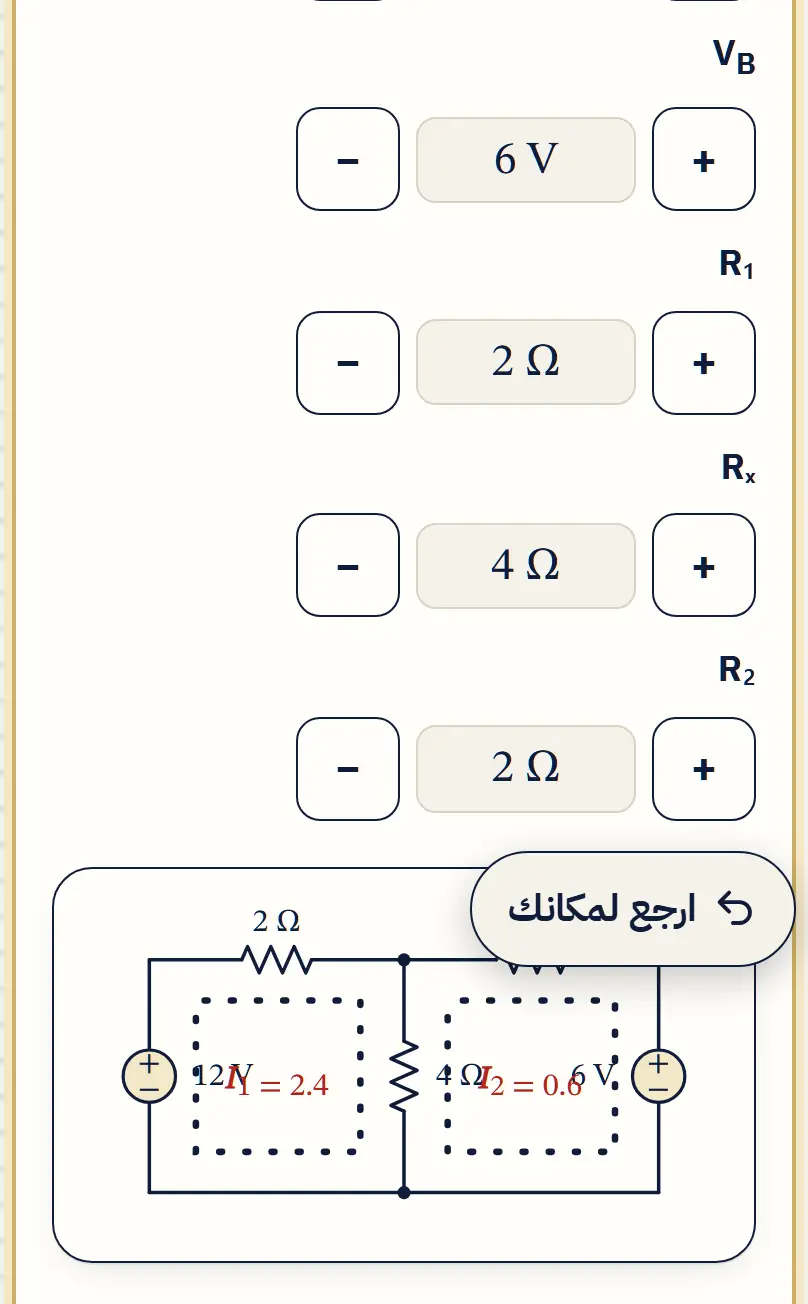 V_B
− 6 V +
R₁
− 2 Ω +
Rₓ
− 4 Ω +
R₂
− 2 Ω +
ارجع لمكانك
2 Ω
12 V
I₁ = 2.4
4 Ω
I₂ = 0.6
6 V